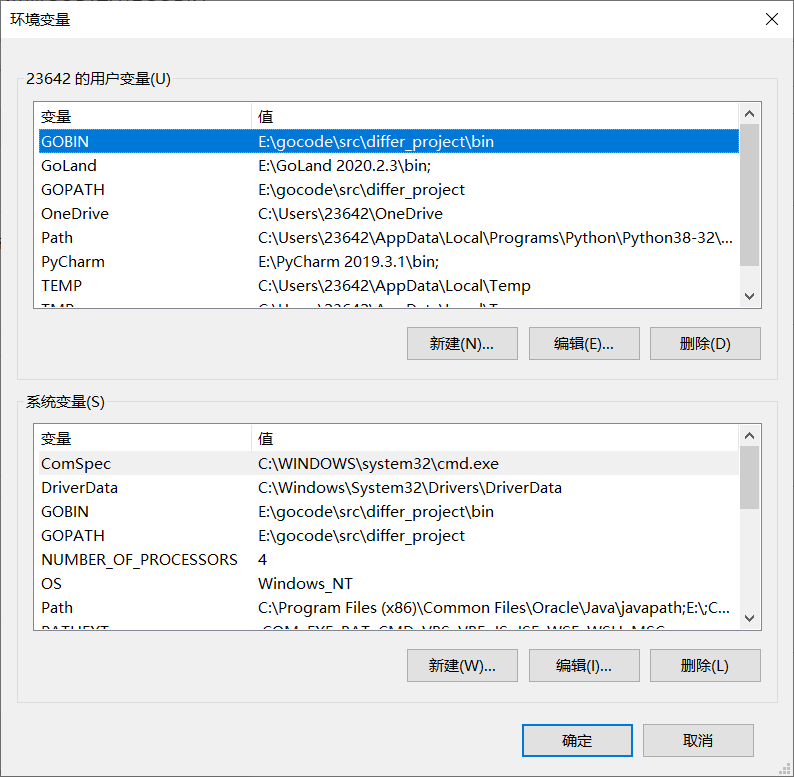 环境变量
23642 的用户变量(U)
变量 值
GOBIN E:\gocode\src\differ_project\bin
GoLand E:\GoLand 2020.2.3\bin;
GOPATH E:\gocode\src\differ_project
OneDrive C:\Users\23642\OneDrive
Path C:\Users\23642\AppData\Local\Programs\Python\Python38-32\...
PyCharm E:\PyCharm 2019.3.1\bin;
TEMP C:\Users\23642\AppData\Local\Temp
新建(N)... 编辑(E)... 删除(D)
系统变量(S)
变量 值
ComSpec C:\WINDOWS\system32\cmd.exe
DriverData C:\Windows\System32\Drivers\DriverData
GOBIN E:\gocode\src\differ_project\bin
GOPATH E:\gocode\src\differ_project
NUMBER_OF_PROCESSORS 4
OS Windows_NT
Path C:\Program Files (x86)\Common Files\Oracle\Java\javapath;E:\;C...
新建(W)... 编辑(I)... 删除(L)
确定 取消